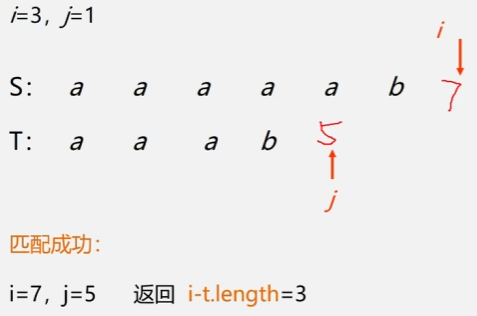 i=3，j=1
i
S： a a a a a b 7
T： a a a b 5
j
匹配成功：
i=7，j=5 返回 i-t.length=3